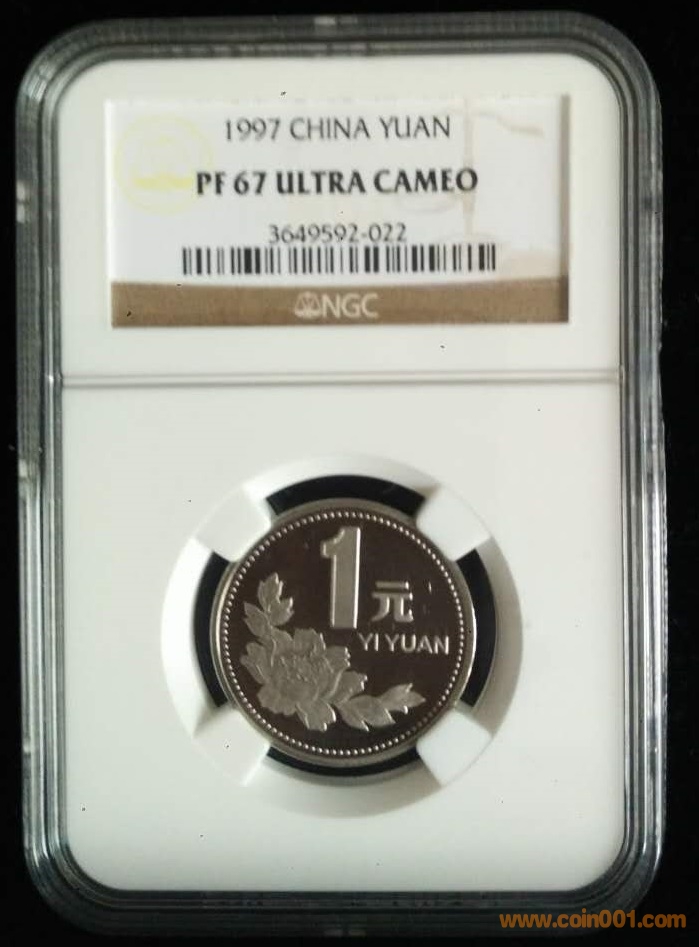 1997 CHINA YUAN
PF 67 ULTRA CAMEO
3649592-022
NGC
1元
YI YUAN
www.coin001.com